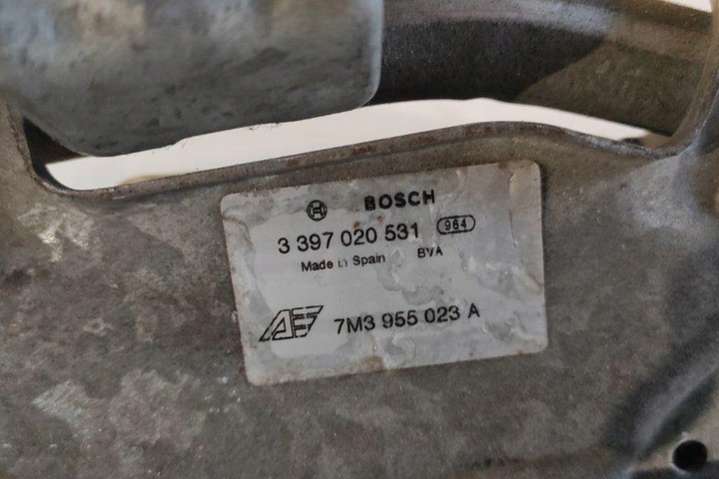 BOSCH
3 397 020 531 964
Made in Spain BVA
7M3 955 023 A